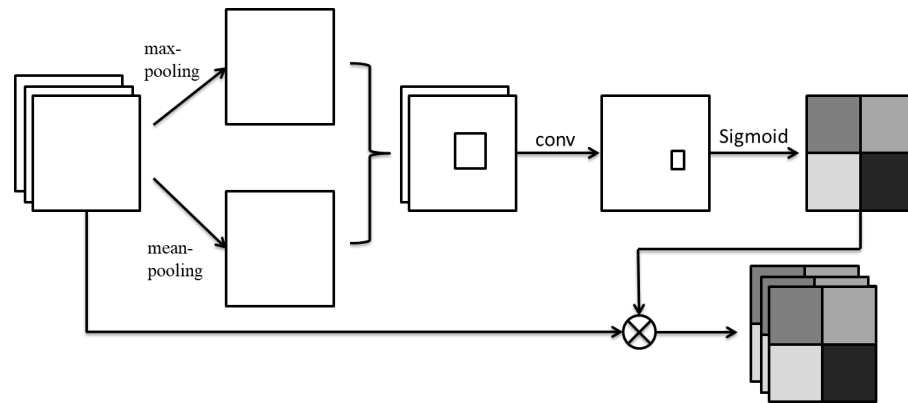 max-
pooling
mean-
pooling
conv
Sigmoid